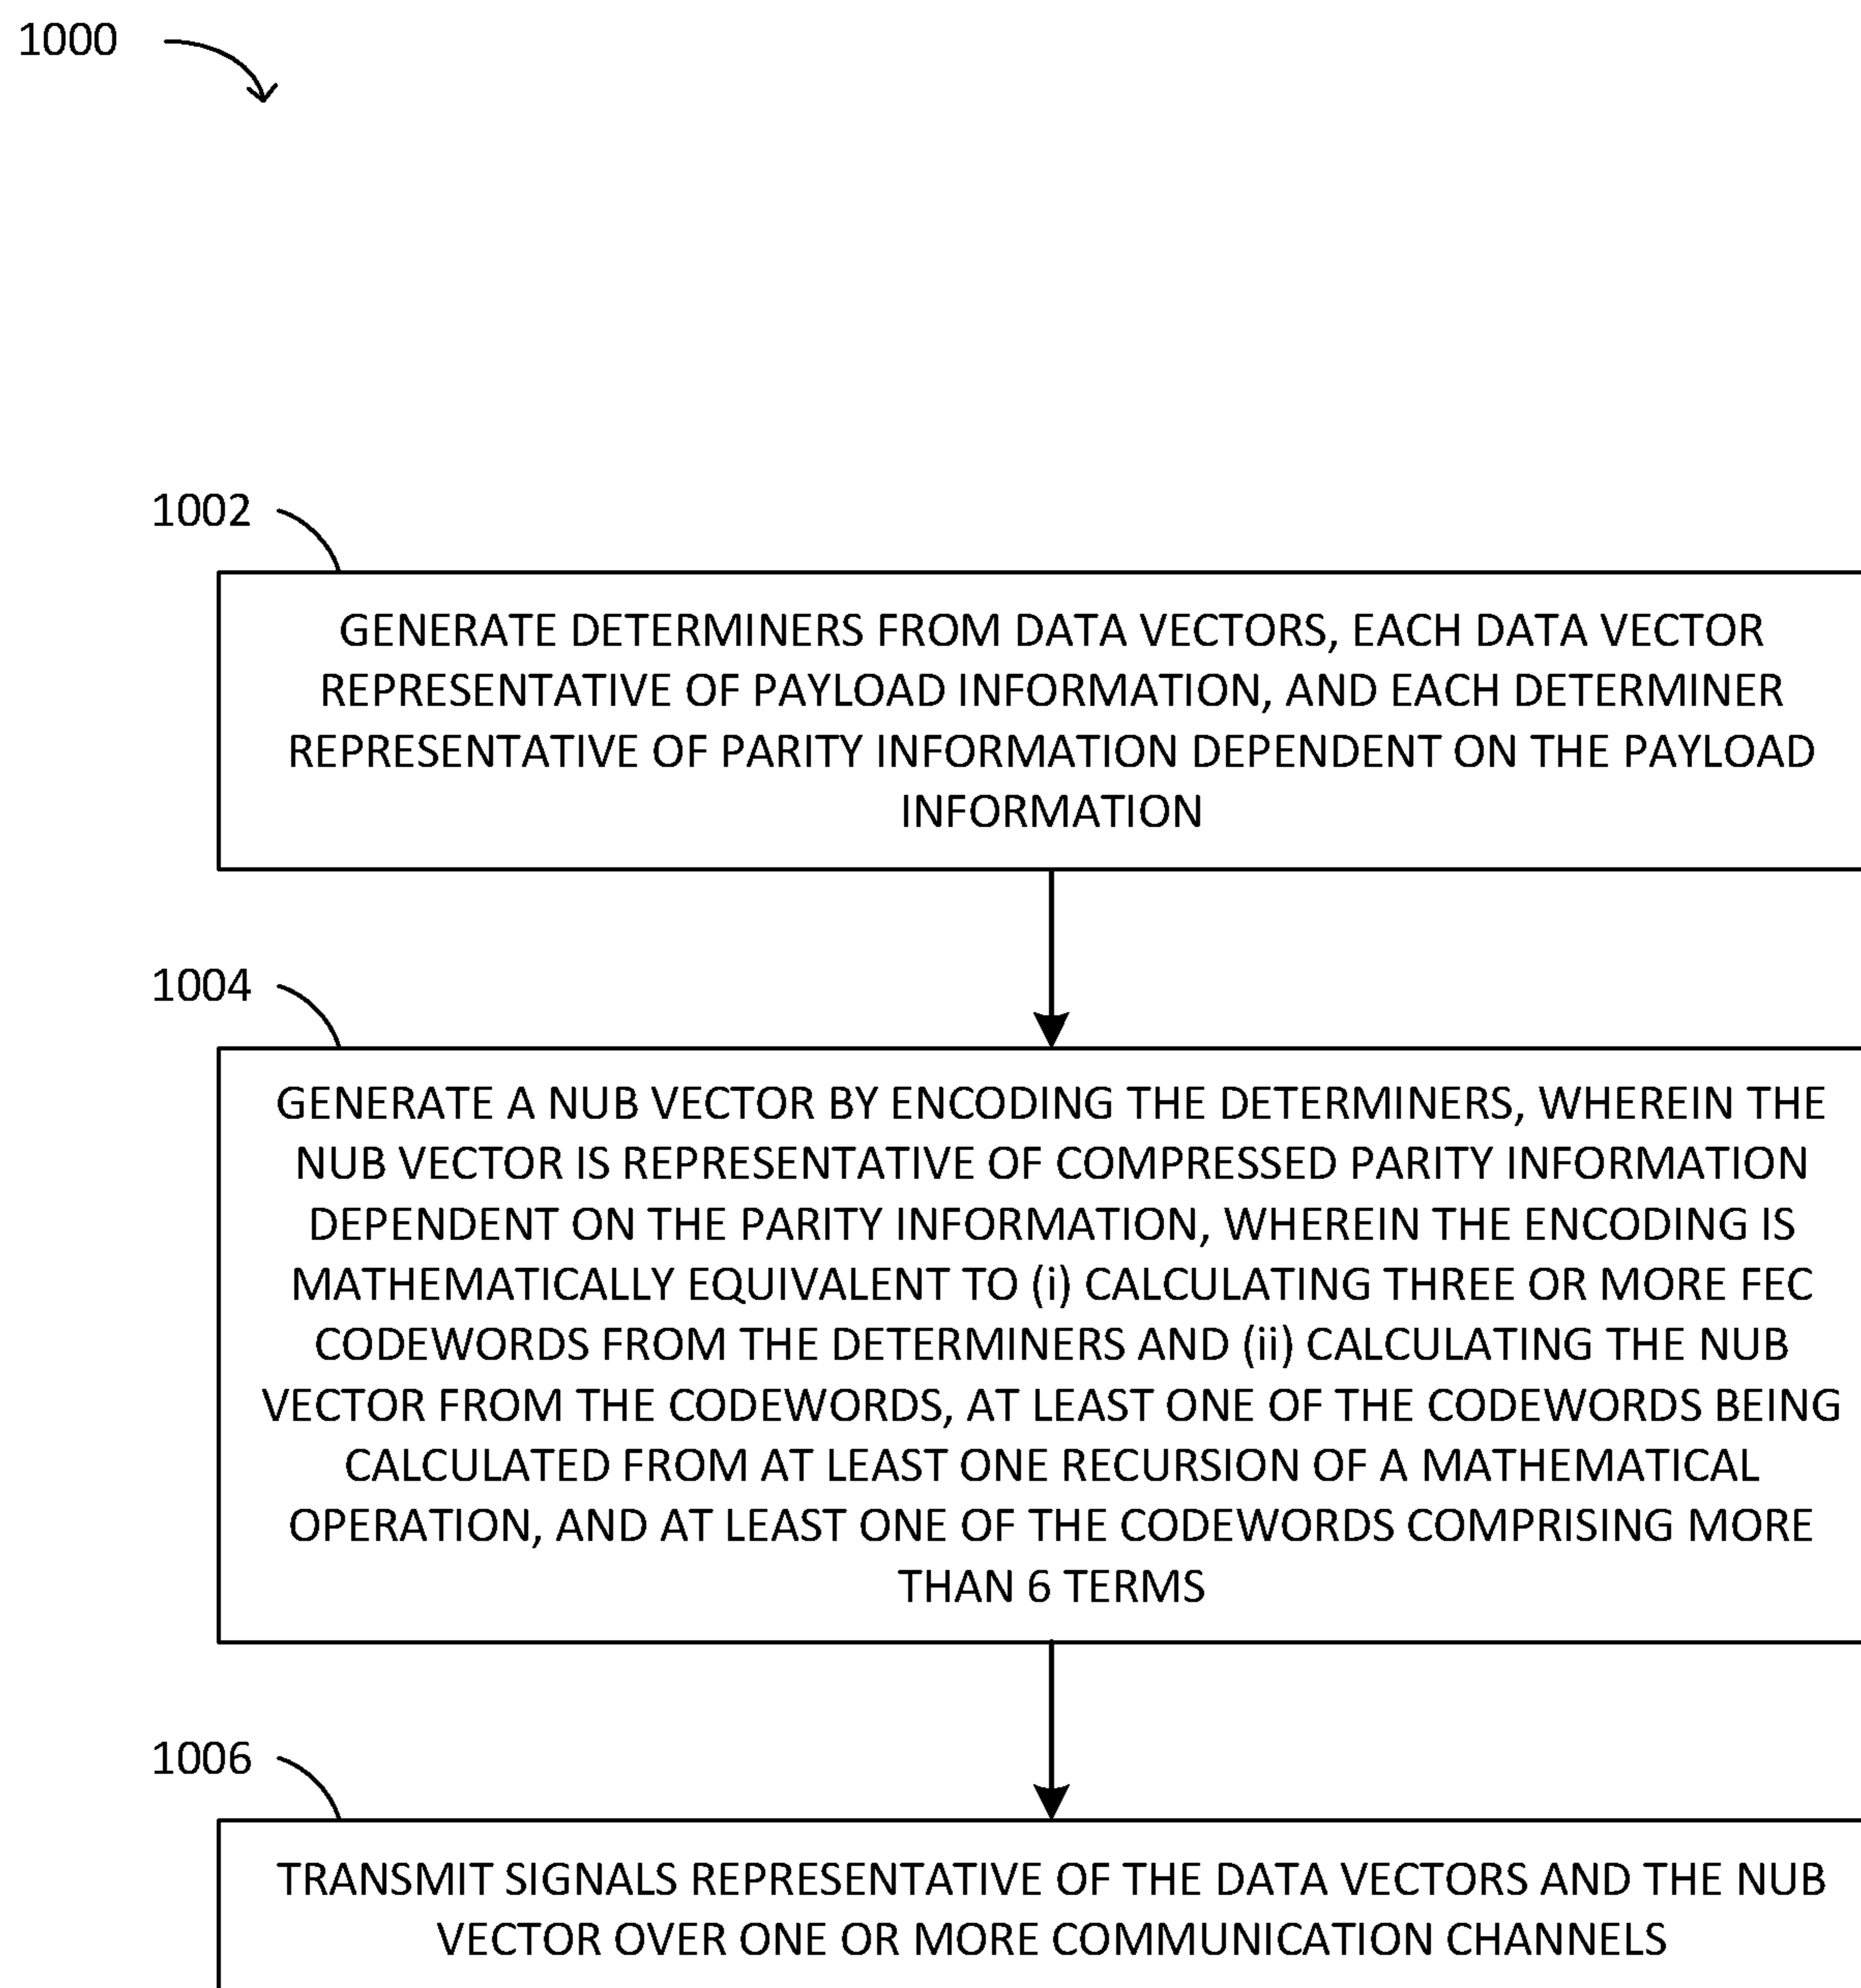 1000
1002
GENERATE DETERMINERS FROM DATA VECTORS, EACH DATA VECTOR
REPRESENTATIVE OF PAYLOAD INFORMATION, AND EACH DETERMINER
REPRESENTATIVE OF PARITY INFORMATION DEPENDENT ON THE PAYLOAD
INFORMATION
1004
GENERATE A NUB VECTOR BY ENCODING THE DETERMINERS, WHEREIN THE
NUB VECTOR IS REPRESENTATIVE OF COMPRESSED PARITY INFORMATION
DEPENDENT ON THE PARITY INFORMATION, WHEREIN THE ENCODING IS
MATHEMATICALLY EQUIVALENT TO (i) CALCULATING THREE OR MORE FEC
CODEWORDS FROM THE DETERMINERS AND (ii) CALCULATING THE NUB
VECTOR FROM THE CODEWORDS, AT LEAST ONE OF THE CODEWORDS BEING
CALCULATED FROM AT LEAST ONE RECURSION OF A MATHEMATICAL
OPERATION, AND AT LEAST ONE OF THE CODEWORDS COMPRISING MORE
THAN 6 TERMS
1006
TRANSMIT SIGNALS REPRESENTATIVE OF THE DATA VECTORS AND THE NUB
VECTOR OVER ONE OR MORE COMMUNICATION CHANNELS